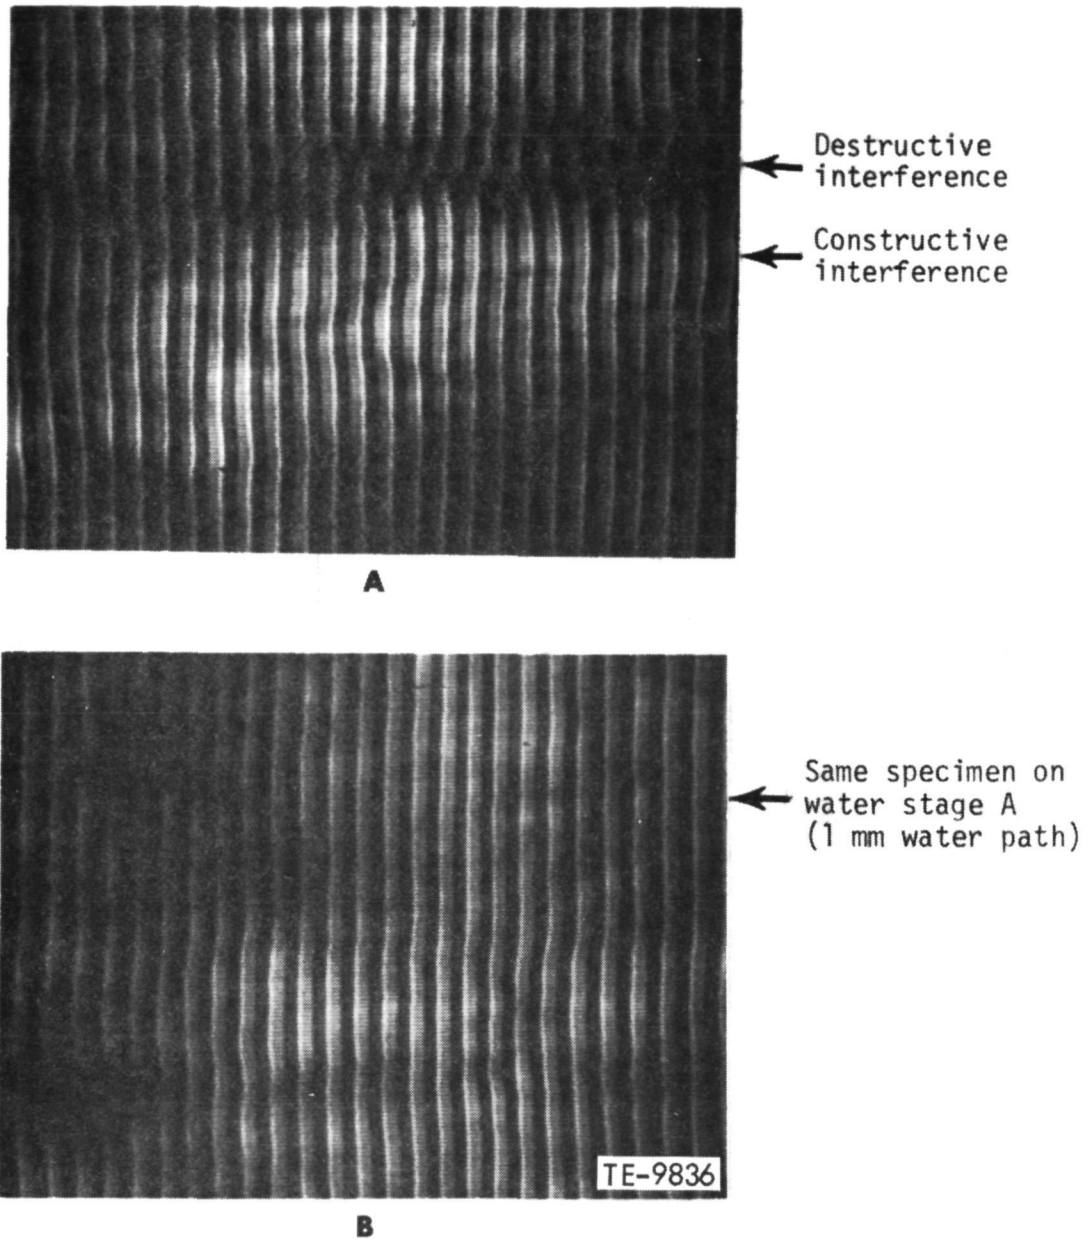 Destructive
interference
Constructive
interference
A
Same specimen on
water stage A
(1 mm water path)
TE-9836
B